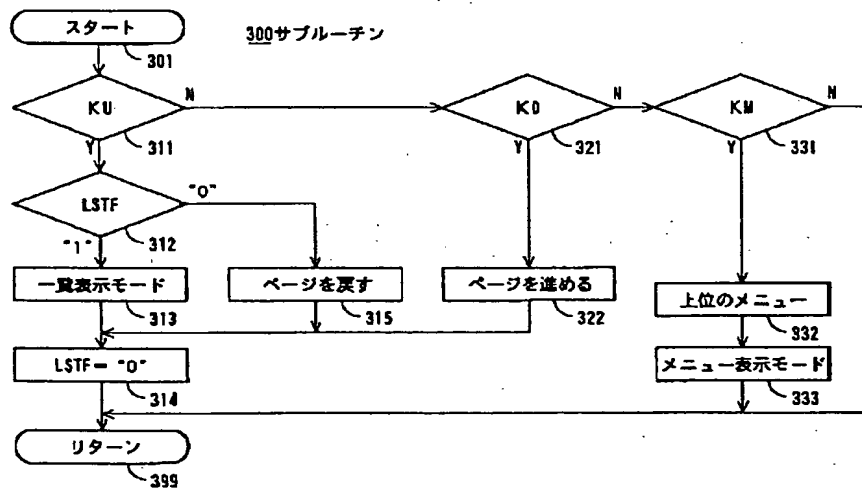 スタート
301
300サブルーチン
KU
N
Y
311
KD
N
Y
321
KM
N
Y
331
LSTF
"0"
"1"
312
一覧表示モード
313
ページを戻す
315
ページを進める
322
上位のメニュー
332
LSTF= "0"
314
メニュー表示モード
333
リターン
399